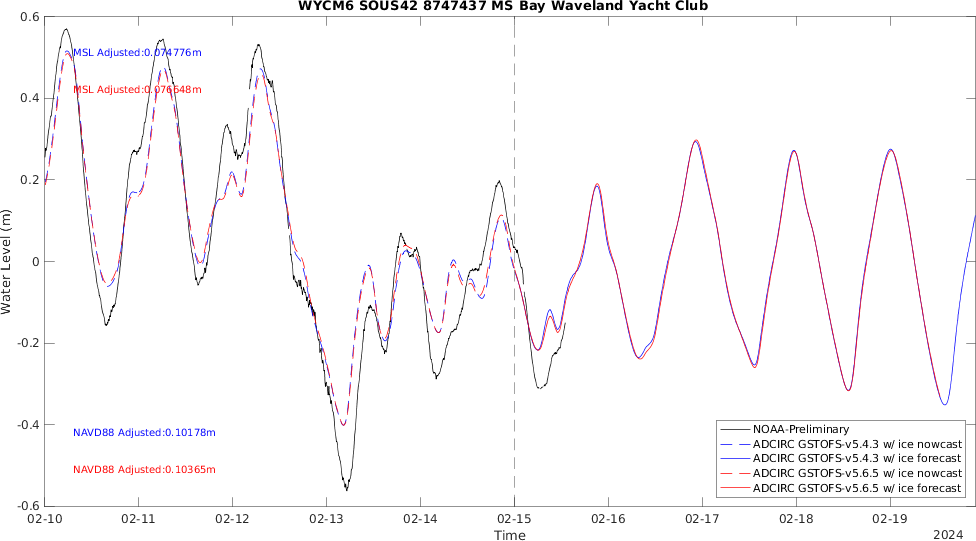 WYCM6 SOUS42 8747437 MS Bay Waveland Yacht Club
0.6
0.4
0.2
0
-0.2
-0.4
-0.6
Water Level (m)
MSL Adjusted:0.074776m
MSL Adjusted:0.076648m
NAVD88 Adjusted:0.10178m
NAVD88 Adjusted:0.10365m
NOAA-Preliminary
ADCIRC GSTOFS-v5.4.3 w/ ice nowcast
ADCIRC GSTOFS-v5.4.3 w/ ice forecast
ADCIRC GSTOFS-v5.6.5 w/ ice nowcast
ADCIRC GSTOFS-v5.6.5 w/ ice forecast
02-10 02-11 02-12 02-13 02-14 02-15 02-16 02-17 02-18 02-19
Time
2024